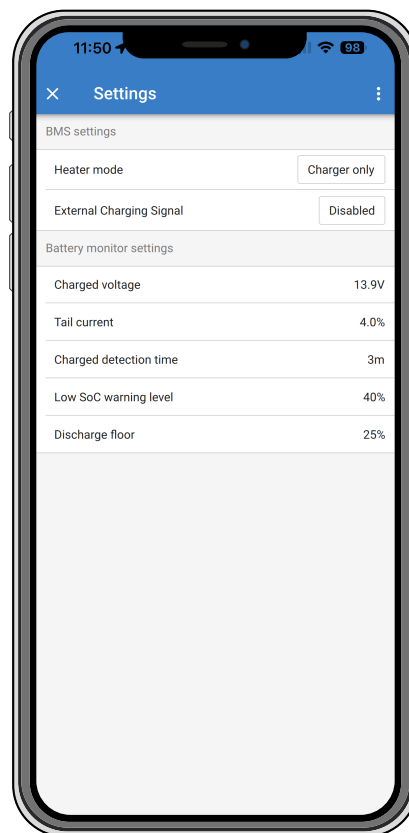 11:50
98
Settings
BMS settings
Heater mode Charger only
External Charging Signal Disabled
Battery monitor settings
Charged voltage 13.9V
Tail current 4.0%
Charged detection time 3m
Low SoC warning level 40%
Discharge floor 25%